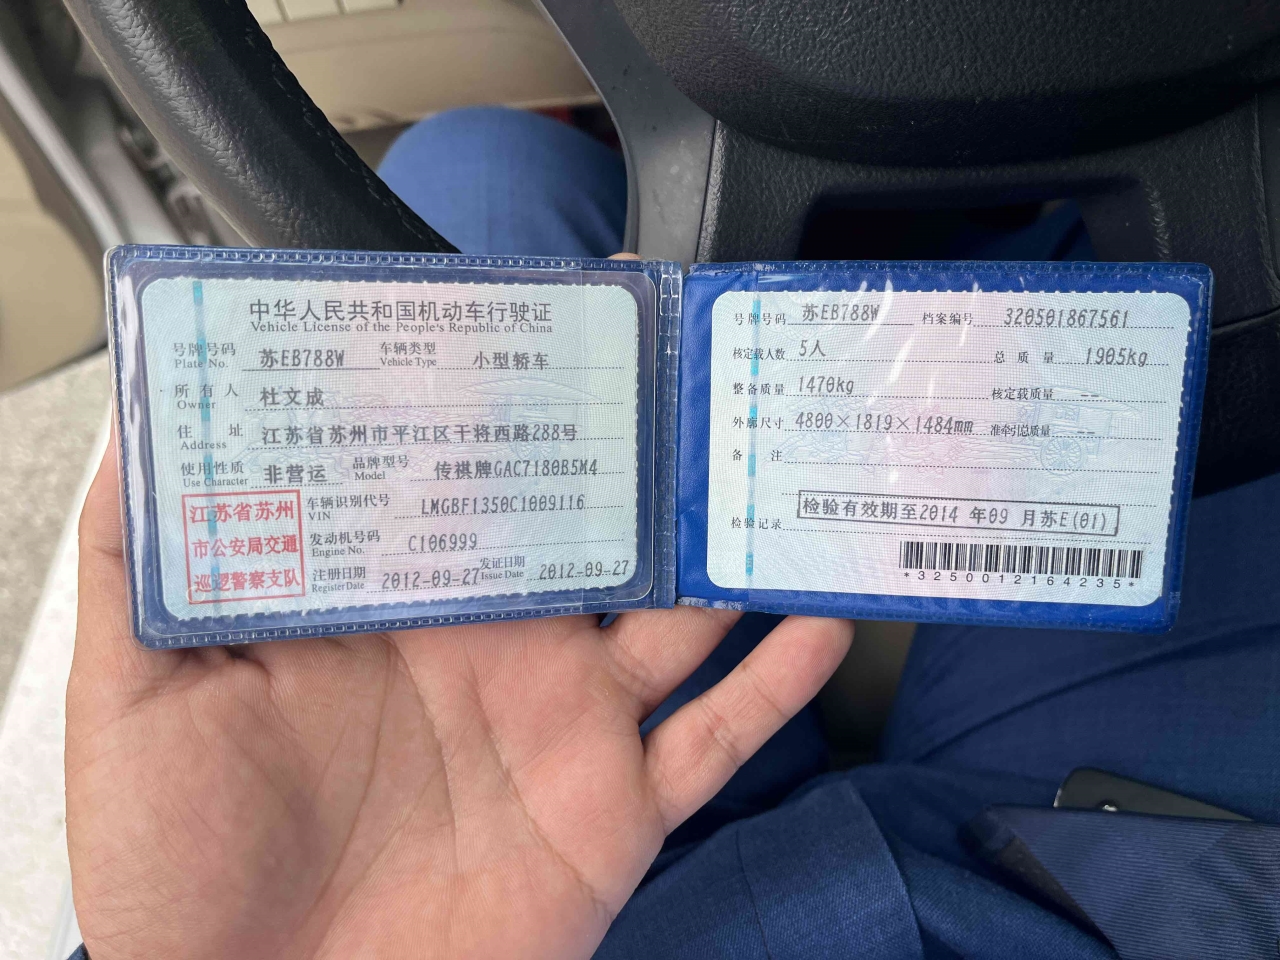 中华人民共和国机动车行驶证
Vehicle License of the People's Republic of China
号牌号码 Plate No. 苏EB788W 车辆类型 Vehicle Type 小型轿车
所有人 Owner 杜文成
住址 Address 江苏省苏州市平江区干将西路288号
使用性质 Use Character 非营运 品牌型号 Model 传祺牌GAC7180B5M4
江苏省苏州
市公安局交通
巡逻警察支队
车辆识别代号 VIN LMGBF1350C1009116
发动机号码 Engine No. C106999
注册日期 Register Date 2012-09-27 发证日期 Issue Date 2012-09-27
号牌号码 苏EB788W 档案编号 320501867561
核定载人数 5人 总质量 1905kg
整备质量 1470kg 核定载质量 --
外廓尺寸 4800×1819×1484mm 准牵引总质量 --
备注
检验记录 检验有效期至2014 年09 月苏E(01)
*3250012164235*